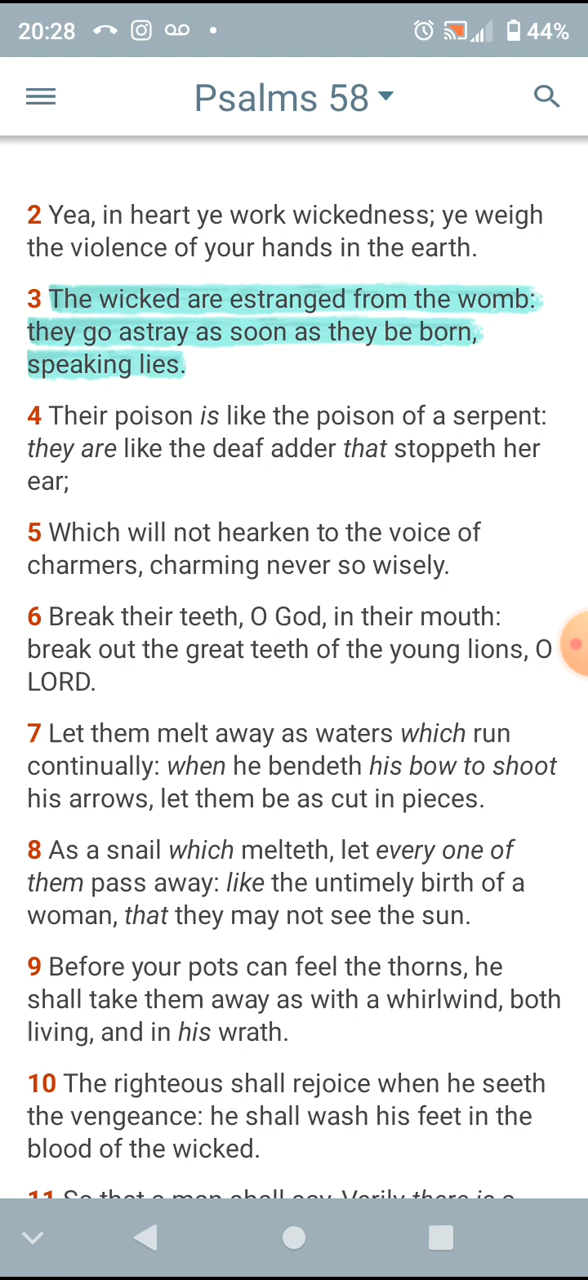 20:28
44%
Psalms 58
2 Yea, in heart ye work wickedness; ye weigh
the violence of your hands in the earth.
3 The wicked are estranged from the womb:
they go astray as soon as they be born,
speaking lies.
4 Their poison is like the poison of a serpent:
they are like the deaf adder that stoppeth her
ear;
5 Which will not hearken to the voice of
charmers, charming never so wisely.
6 Break their teeth, O God, in their mouth:
break out the great teeth of the young lions, O
LORD.
7 Let them melt away as waters which run
continually: when he bendeth his bow to shoot
his arrows, let them be as cut in pieces.
8 As a snail which melteth, let every one of
them pass away: like the untimely birth of a
woman, that they may not see the sun.
9 Before your pots can feel the thorns, he
shall take them away as with a whirlwind, both
living, and in his wrath.
10 The righteous shall rejoice when he seeth
the vengeance: he shall wash his feet in the
blood of the wicked.
11 So that a man shall say, Verily there is a